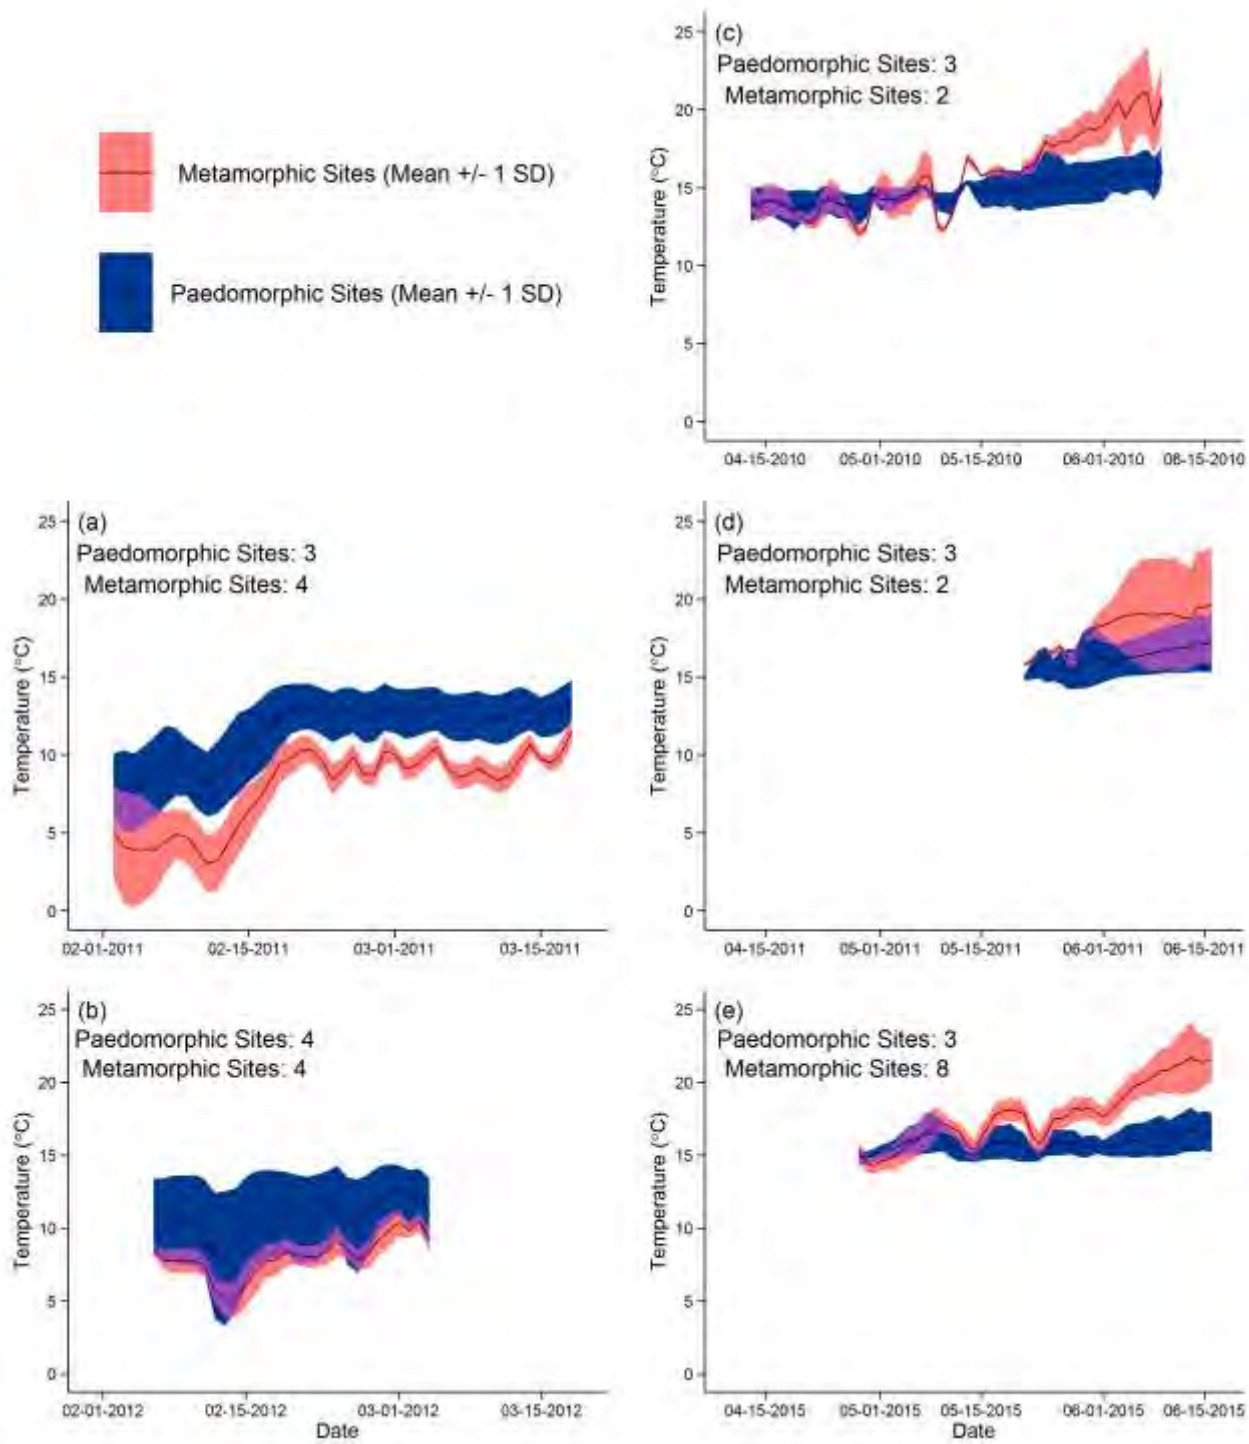 Metamorphic Sites (Mean +/- 1 SD)
Paedomorphic Sites (Mean +/- 1 SD)
(c)
Paedomorphic Sites: 3
Metamorphic Sites: 2
Temperature (°C)
25
20
15
10
5
0
04-15-2010 05-01-2010 05-15-2010 06-01-2010 06-15-2010
(a)
Paedomorphic Sites: 3
Metamorphic Sites: 4
Temperature (°C)
25
20
15
10
5
0
02-01-2011 02-15-2011 03-01-2011 03-15-2011
(d)
Paedomorphic Sites: 3
Metamorphic Sites: 2
Temperature (°C)
25
20
15
10
5
0
04-15-2011 05-01-2011 05-15-2011 06-01-2011 06-15-2011
(b)
Paedomorphic Sites: 4
Metamorphic Sites: 4
Temperature (°C)
25
20
15
10
5
0
02-01-2012 02-15-2012 03-01-2012 03-15-2012
Date
(e)
Paedomorphic Sites: 3
Metamorphic Sites: 8
Temperature (°C)
25
20
15
10
5
0
04-15-2015 05-01-2015 05-15-2015 06-01-2015 06-15-2015
Date